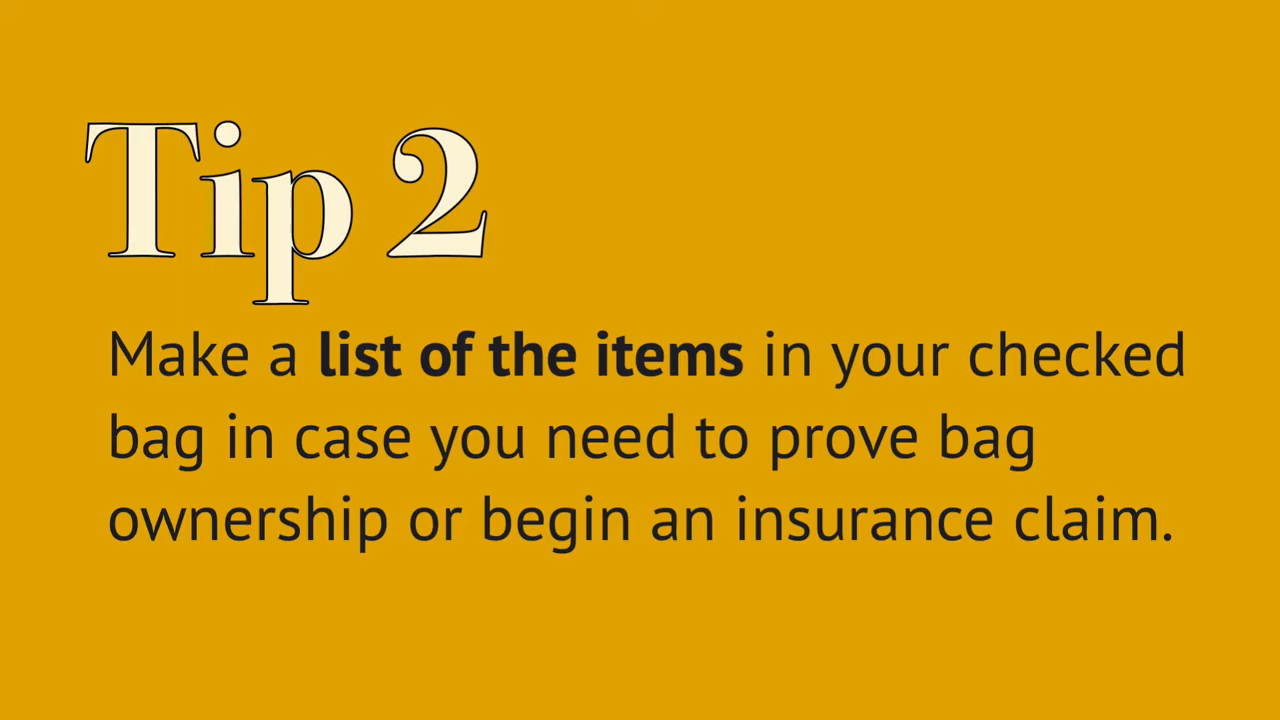 Tip 2
Make a list of the items in your checked
bag in case you need to prove bag
ownership or begin an insurance claim.